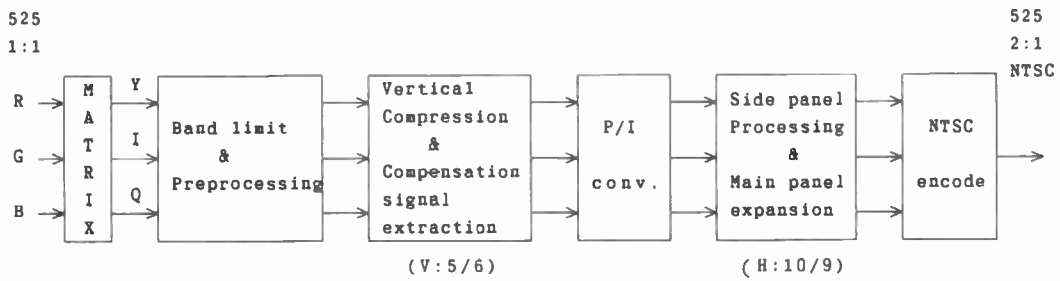 525
1:1
525
2:1
NTSC
R
G
B
M
A
T
R
I
X
Y
I
Q
Band limit
&
Preprocessing
Vertical
Compression
&
Compensation
signal
extraction
(V:5/6)
P/I
conv.
Side panel
Processing
&
Main panel
expansion
(H:10/9)
NTSC
encode